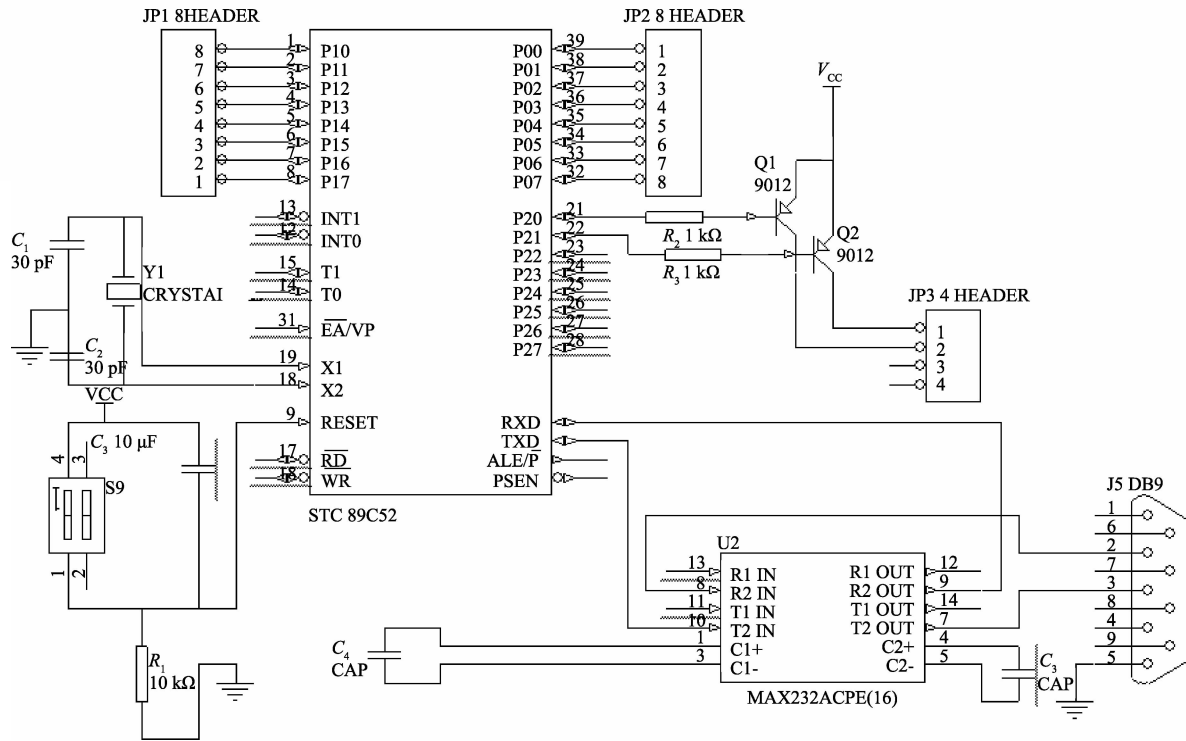 JP1 8HEADER
8
7
6
5
4
3
2
1
1
2
3
4
5
6
7
8
P10
P11
P12
P13
P14
P15
P16
P17
13 INT1
12 INT0
15 T1
14 T0
31 EA/VP
19 X1
18 X2
9 RESET
17 RD
18 WR
STC 89C52
P00 39
P01 38
P02 37
P03 36
P04 35
P05 34
P06 33
P07 32
P20 21
P21 22
P22 23
P23 24
P24 25
P25 26
P26 27
P27 28
RXD
TXD
ALE/P
PSEN
JP2 8 HEADER
1
2
3
4
5
6
7
8
VCC
Q1
9012
Q2
9012
R2 1 kΩ
R3 1 kΩ
JP3 4 HEADER
1
2
3
4
C1
30 pF
Y1
CRYSTAI
C2
30 pF
VCC
C3 10 μF
4
3
S9
1
2
R1
10 kΩ
C4
CAP
U2
13 R1 IN
8 R2 IN
11 T1 IN
10 T2 IN
1 C1+
3 C1-
R1 OUT 12
R2 OUT 9
T1 OUT 14
T2 OUT 7
C2+ 4
C2- 5
MAX232ACPE(16)
C3
CAP
J5 DB9
1
6
2
7
3
8
4
9
5